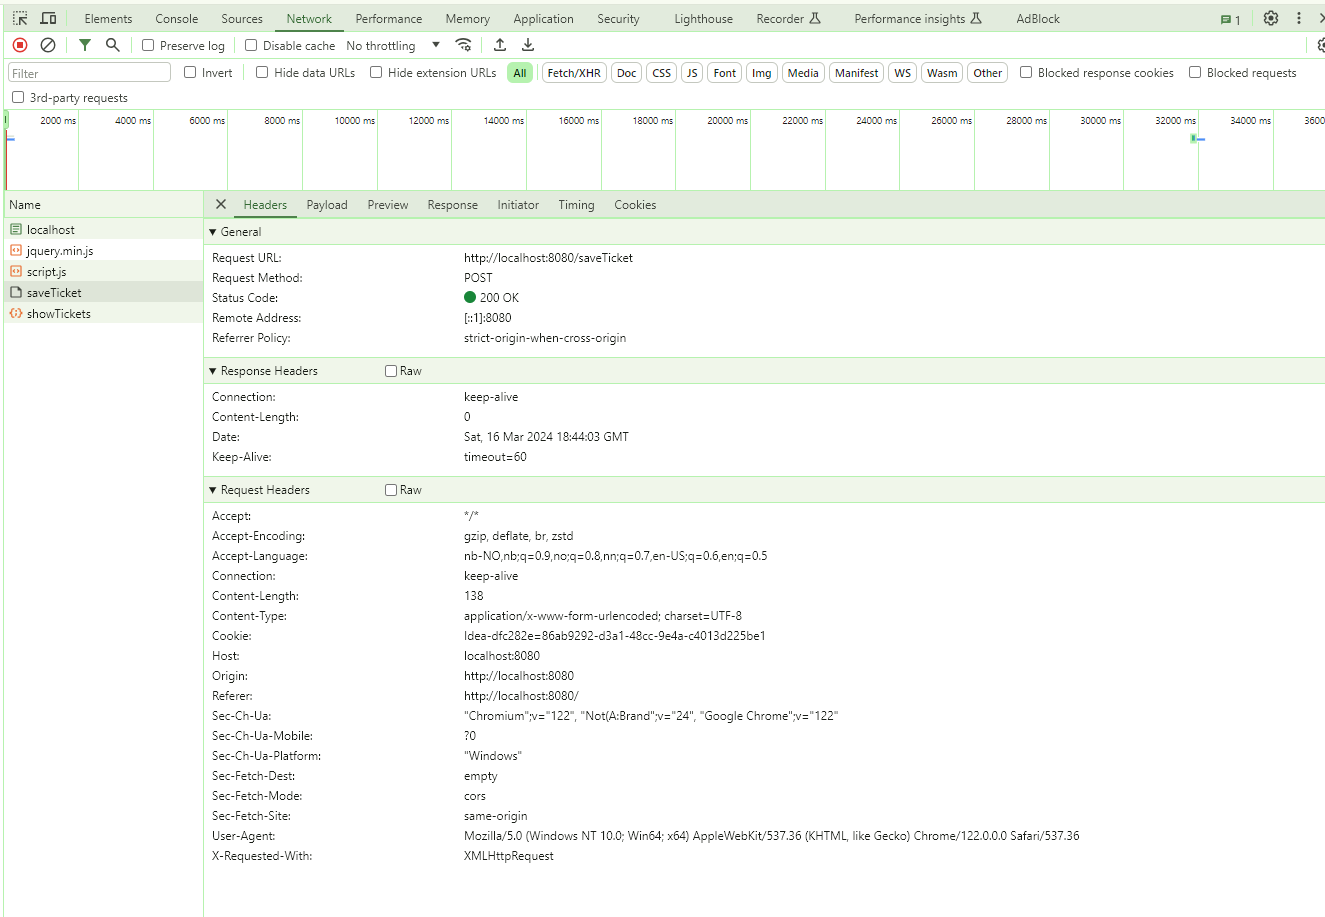 Elements Console Sources Network Performance Memory Application Security Lighthouse Recorder Performance insights AdBlock 1
Preserve log Disable cache No throttling
Filter Invert Hide data URLs Hide extension URLs All Fetch/XHR Doc CSS JS Font Img Media Manifest WS Wasm Other Blocked response cookies Blocked requests
3rd-party requests
2000 ms 4000 ms 6000 ms 8000 ms 10000 ms 12000 ms 14000 ms 16000 ms 18000 ms 20000 ms 22000 ms 24000 ms 26000 ms 28000 ms 30000 ms 32000 ms 34000 ms 3600
Name
localhost
jquery.min.js
script.js
saveTicket
showTickets
Headers Payload Preview Response Initiator Timing Cookies
General
Request URL: http://localhost:8080/saveTicket
Request Method: POST
Status Code: 200 OK
Remote Address: [::1]:8080
Referrer Policy: strict-origin-when-cross-origin
Response Headers Raw
Connection: keep-alive
Content-Length: 0
Date: Sat, 16 Mar 2024 18:44:03 GMT
Keep-Alive: timeout=60
Request Headers Raw
Accept: */*
Accept-Encoding: gzip, deflate, br, zstd
Accept-Language: nb-NO,nb;q=0.9,no;q=0.8,nn;q=0.7,en-US;q=0.6,en;q=0.5
Connection: keep-alive
Content-Length: 138
Content-Type: application/x-www-form-urlencoded; charset=UTF-8
Cookie: Idea-dfc282e=86ab9292-d3a1-48cc-9e4a-c4013d225be1
Host: localhost:8080
Origin: http://localhost:8080
Referer: http://localhost:8080/
Sec-Ch-Ua: "Chromium";v="122", "Not(A:Brand";v="24", "Google Chrome";v="122"
Sec-Ch-Ua-Mobile: ?0
Sec-Ch-Ua-Platform: "Windows"
Sec-Fetch-Dest: empty
Sec-Fetch-Mode: cors
Sec-Fetch-Site: same-origin
User-Agent: Mozilla/5.0 (Windows NT 10.0; Win64; x64) AppleWebKit/537.36 (KHTML, like Gecko) Chrome/122.0.0.0 Safari/537.36
X-Requested-With: XMLHttpRequest